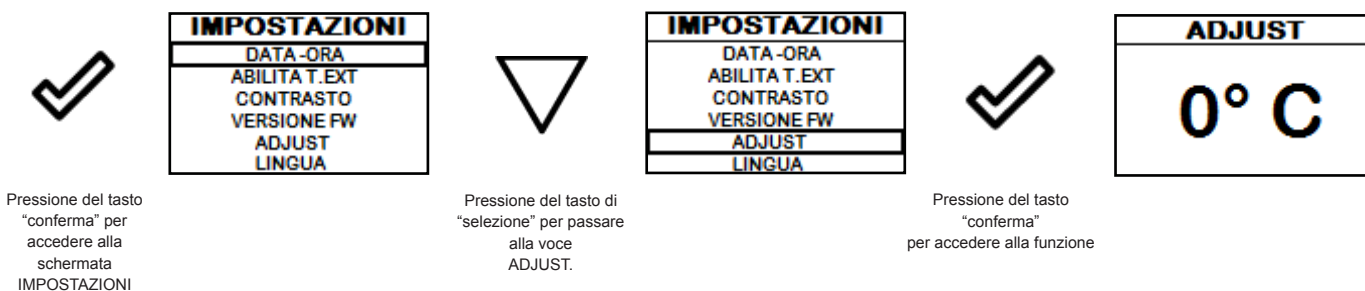 IMPOSTAZIONI
DATA-ORA
ABILITA T.EXT
CONTRASTO
VERSIONE FW
ADJUST
LINGUA
Pressione del tasto
“conferma” per
accedere alla
schermata
IMPOSTAZIONI
Pressione del tasto di
“selezione” per passare
alla voce
ADJUST.
IMPOSTAZIONI
DATA-ORA
ABILITA T.EXT
CONTRASTO
VERSIONE FW
ADJUST
LINGUA
Pressione del tasto
“conferma”
per accedere alla funzione
ADJUST
0° C